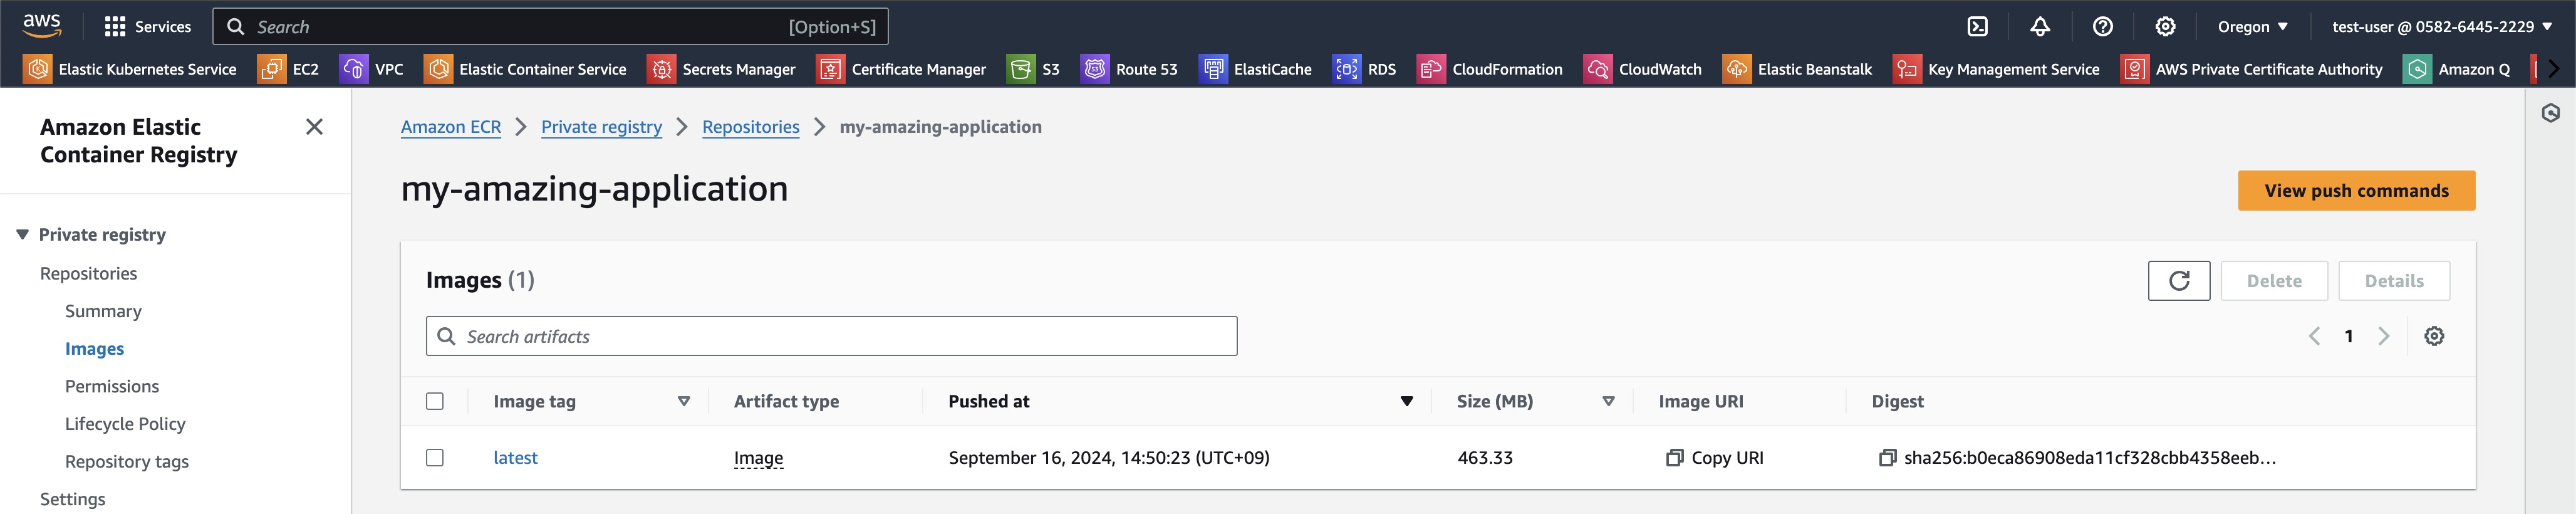 aws
Services
Search [Option+S]
Oregon
test-user @ 0582-6445-2229
Elastic Kubernetes Service
EC2
VPC
Elastic Container Service
Secrets Manager
Certificate Manager
S3
Route 53
ElastiCache
RDS
CloudFormation
CloudWatch
Elastic Beanstalk
Key Management Service
AWS Private Certificate Authority
Amazon Q
Amazon Elastic
Container Registry
Private registry
Repositories
Summary
Images
Permissions
Lifecycle Policy
Repository tags
Settings
Amazon ECR > Private registry > Repositories > my-amazing-application
my-amazing-application
View push commands
Images (1)
Delete
Details
Search artifacts
1
Image tag Artifact type Pushed at Size (MB) Image URI Digest
latest Image September 16, 2024, 14:50:23 (UTC+09) 463.33 Copy URI sha256:b0eca86908eda11cf328cbb4358eeb...